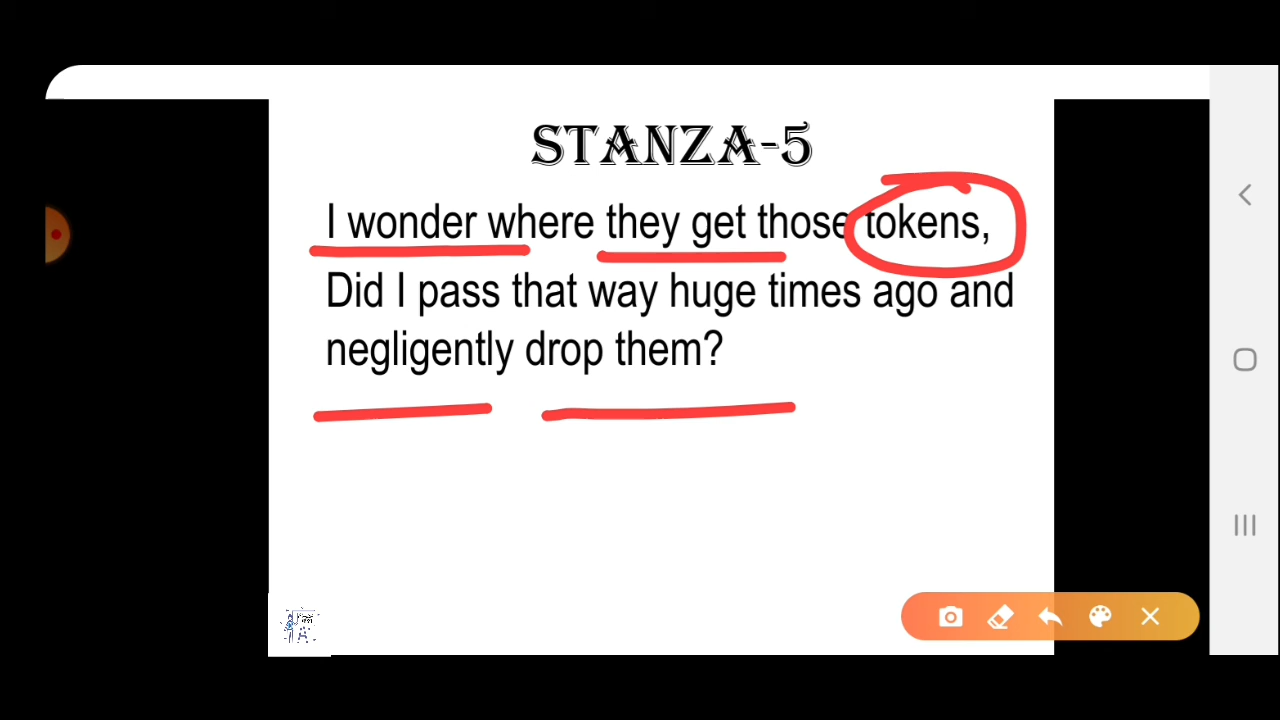 STANZA-5
I wonder where they get those tokens,
Did I pass that way huge times ago and
negligently drop them?